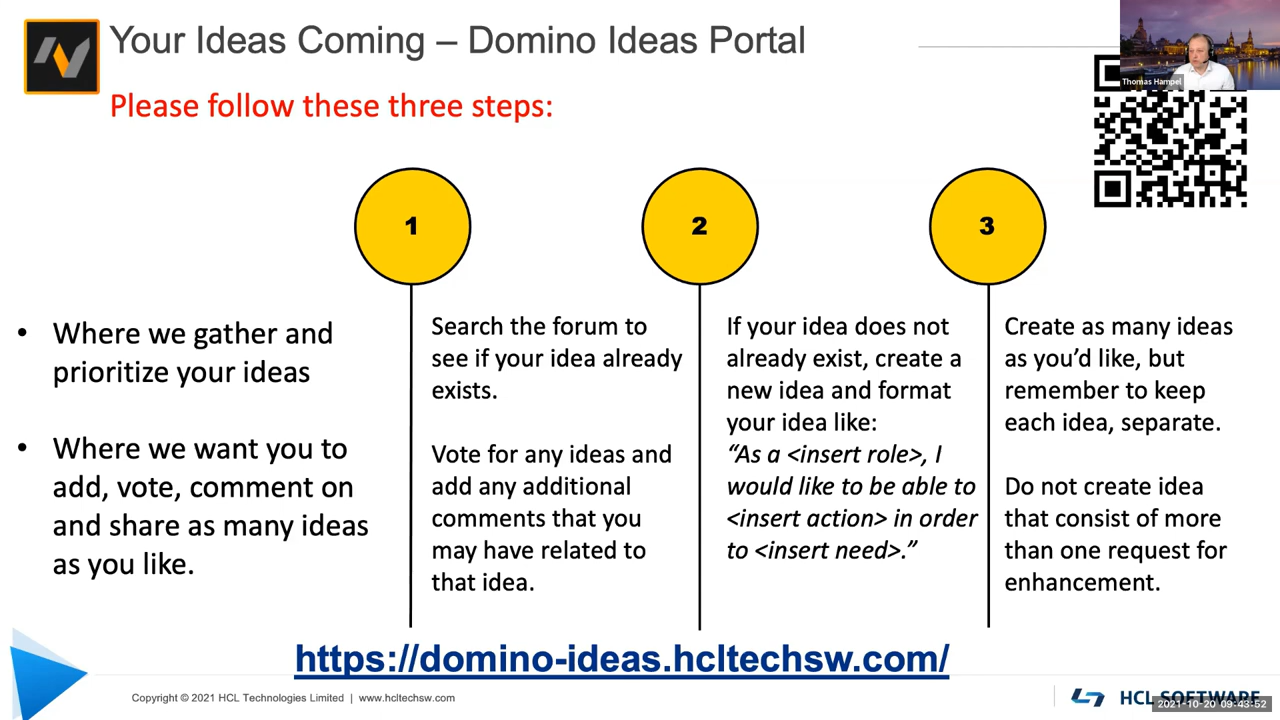 Your Ideas Coming – Domino Ideas Portal
Thomas Hampel
Please follow these three steps:
1
2
3
• Where we gather and
prioritize your ideas
• Where we want you to
add, vote, comment on
and share as many ideas
as you like.
Search the forum to
see if your idea already
exists.
Vote for any ideas and
add any additional
comments that you
may have related to
that idea.
If your idea does not
already exist, create a
new idea and format
your idea like:
“As a <insert role>, I
would like to be able to
<insert action> in order
to <insert need>.”
Create as many ideas
as you’d like, but
remember to keep
each idea, separate.
Do not create idea
that consist of more
than one request for
enhancement.
https://domino-ideas.hcltechsw.com/
Copyright © 2021 HCL Technologies Limited | www.hcltechsw.com
HCL SOFTWARE
2021-10-20 09:43:52